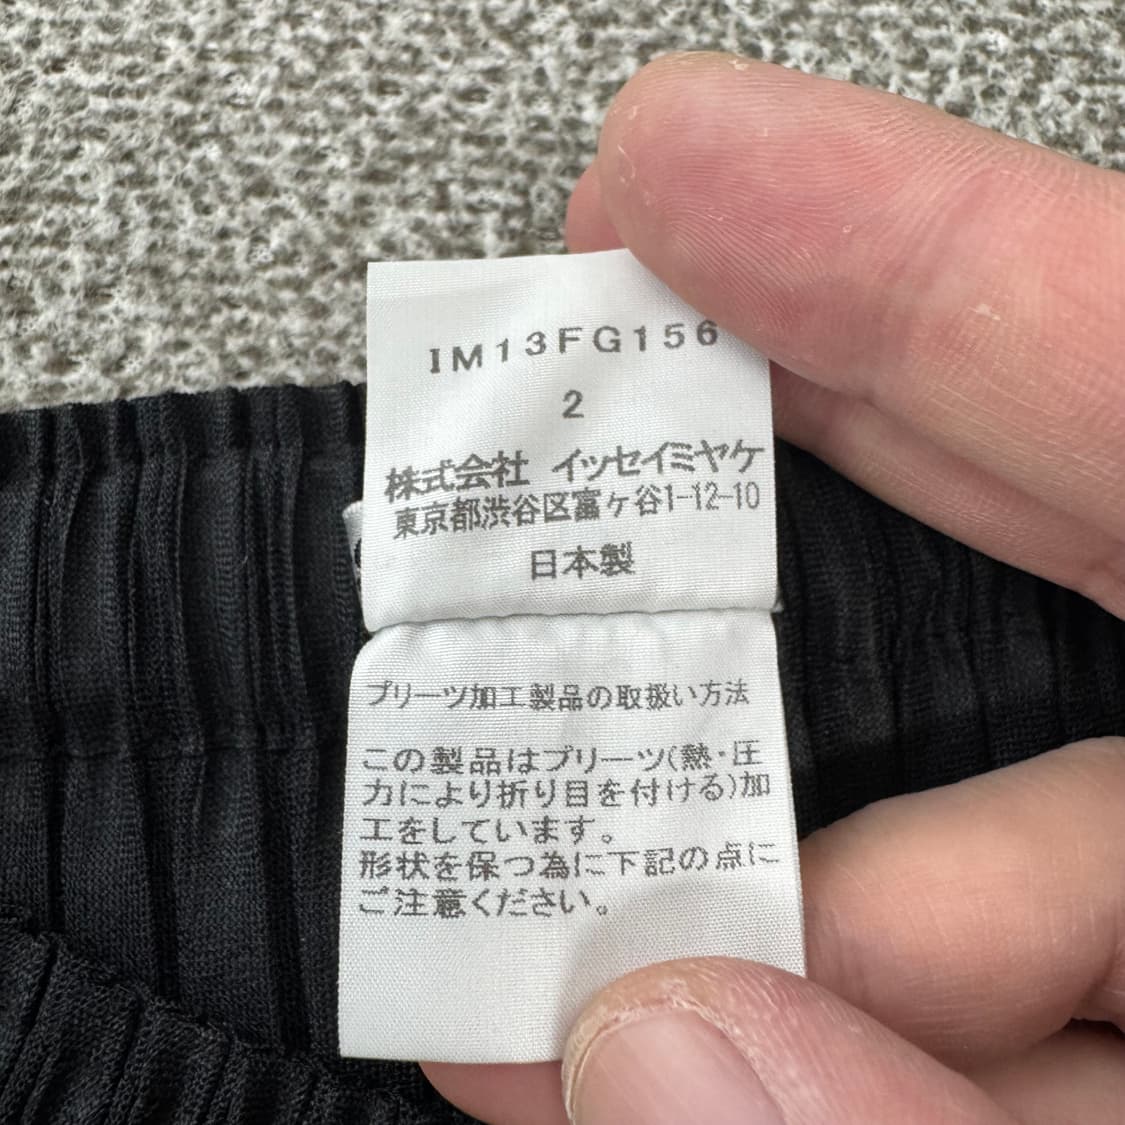 IM13FG156
2
株式会社 イッセイミヤケ
東京都渋谷区富ヶ谷1-12-10
日本製
プリーツ加工製品の取扱い方法
この製品はプリーツ(熱・圧
力により折り目を付ける)加
工をしています。
形状を保つ為に下記の点に
ご注意ください。